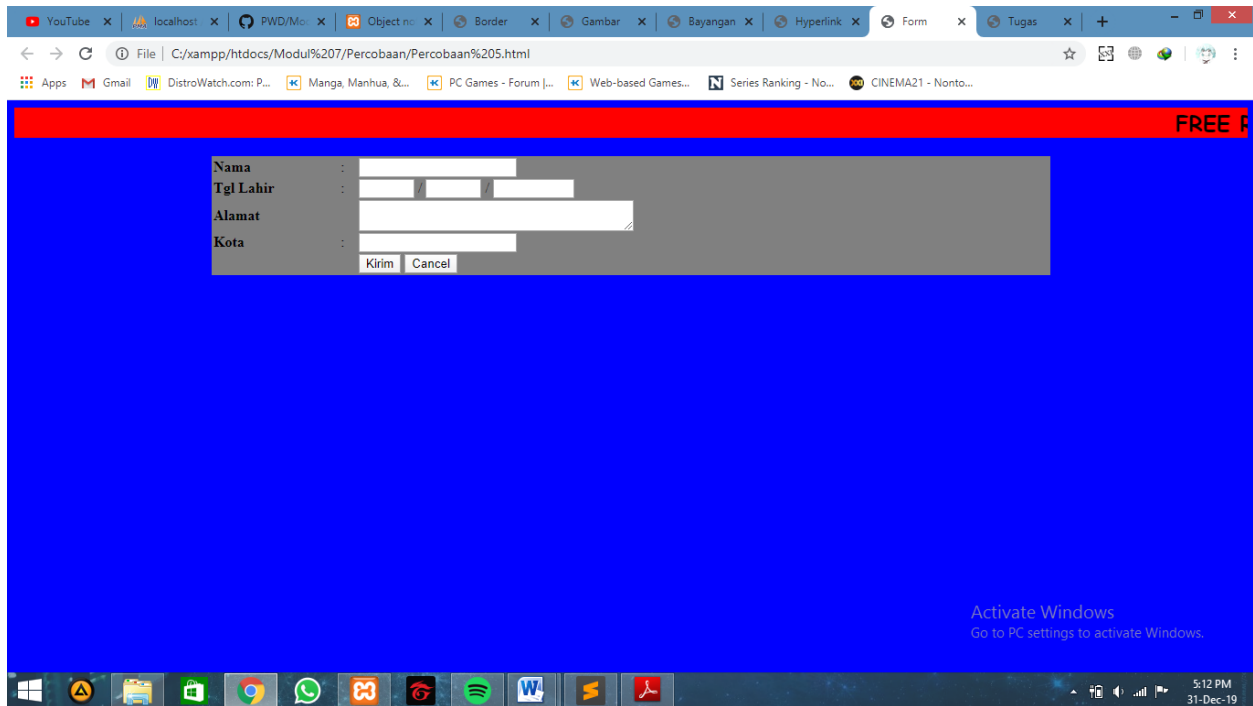 YouTube localhost PWD/Mo Object no Border Gambar Bayangan Hyperlink Form Tugas
File C:/xampp/htdocs/Modul%207/Percobaan/Percobaan%205.html
Apps Gmail DistroWatch.com: P... Manga, Manhua, &... PC Games - Forum |... Web-based Games... Series Ranking - No... CINEMA21 - Nonto...
FREE
Nama :
Tgl Lahir : / /
Alamat
Kota :
Kirim Cancel
Activate Windows
Go to PC settings to activate Windows.
5:12 PM
31-Dec-19